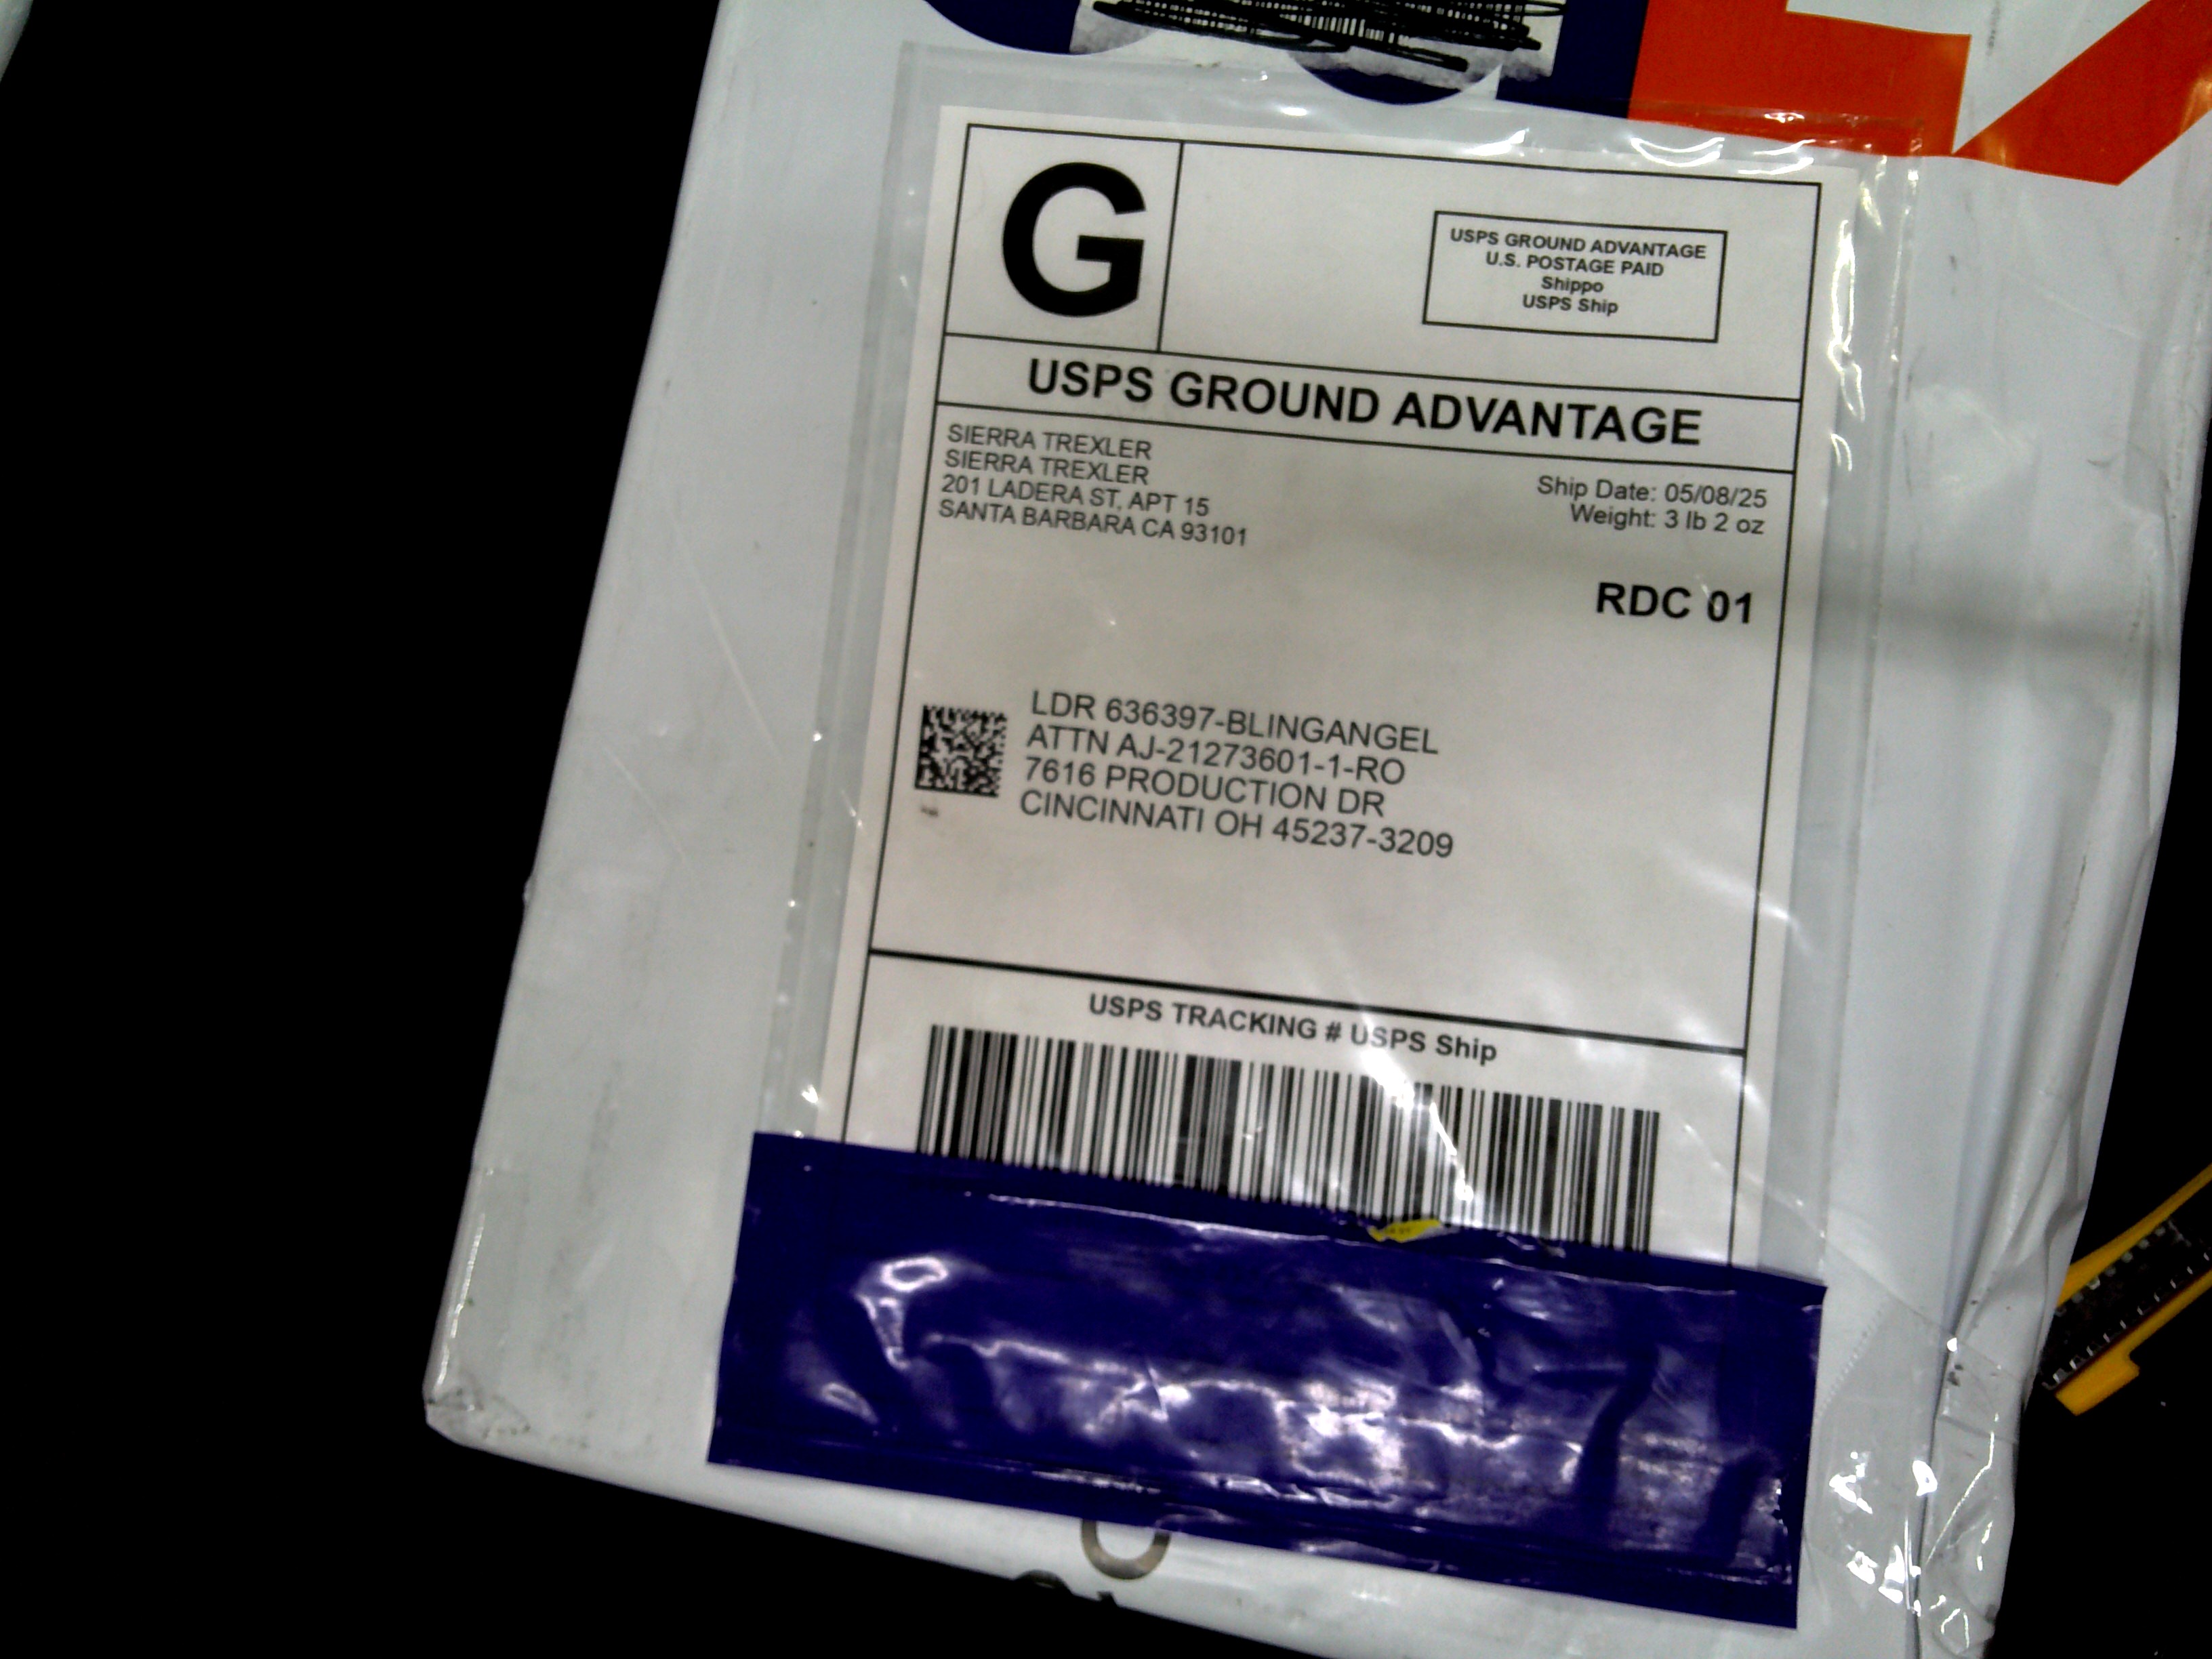 G
USPS GROUND ADVANTAGE
U.S. POSTAGE PAID
Shippo
USPS Ship
USPS GROUND ADVANTAGE
SIERRA TREXLER
SIERRA TREXLER
201 LADERA ST, APT 15
SANTA BARBARA CA 93101
Ship Date: 05/08/25
Weight: 3 lb 2 oz
RDC 01
LDR 636397-BLINGANGEL
ATTN AJ-21273601-1-RO
7616 PRODUCTION DR
CINCINNATI OH 45237-3209
USPS TRACKING # USPS Ship